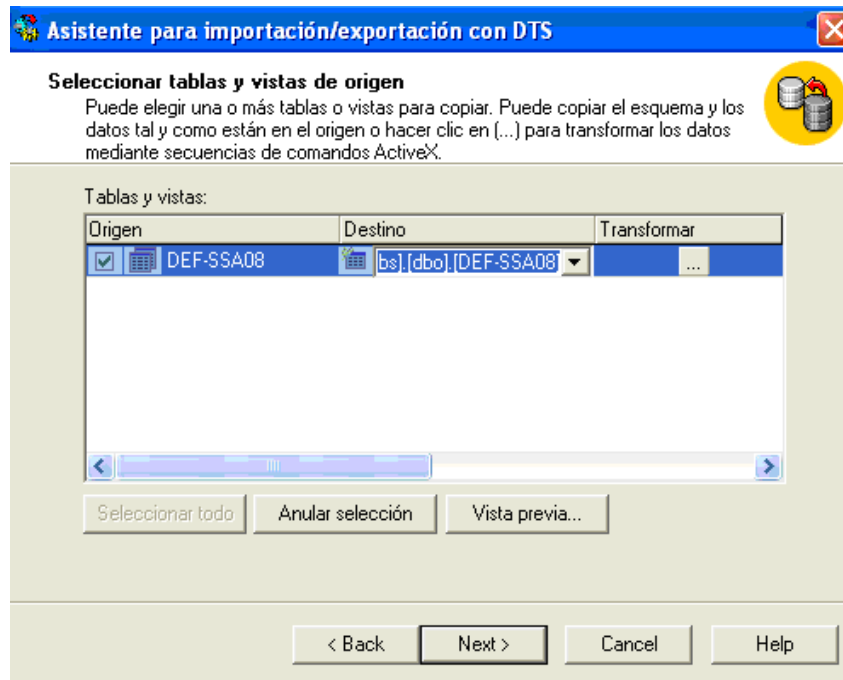 Asistente para importación/exportación con DTS
Seleccionar tablas y vistas de origen
Puede elegir una o más tablas o vistas para copiar. Puede copiar el esquema y los
datos tal y como están en el origen o hacer clic en (...) para transformar los datos
mediante secuencias de comandos ActiveX.
Tablas y vistas:
Origen Destino Transformar
DEF-SSA08 bs].[dbo].[DEF-SSA08] ...
Seleccionar todo Anular selección Vista previa...
< Back Next > Cancel Help